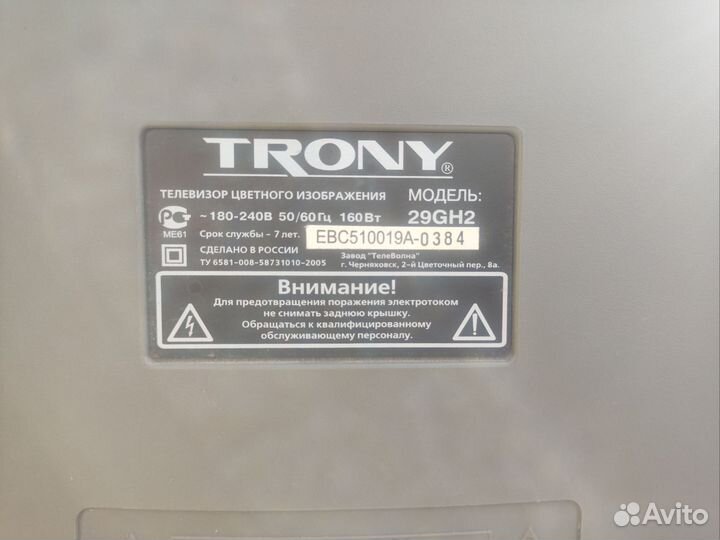 TRONY®
ТЕЛЕВИЗОР ЦВЕТНОГО ИЗОБРАЖЕНИЯ
МОДЕЛЬ:
~180-240В 50/60Гц 160Вт
29GH2
МЕ61
Срок службы - 7 лет.
EBC510019A-0384
СДЕЛАНО В РОССИИ
ТУ 6581-008-58731010-2005
Завод "ТелеВолна"
г. Черняховск, 2-й Цветочный пер., 8а.
Внимание!
Для предотвращения поражения электротоком
не снимать заднюю крышку.
Обращаться к квалифицированному
обслуживающему персоналу.
Avito